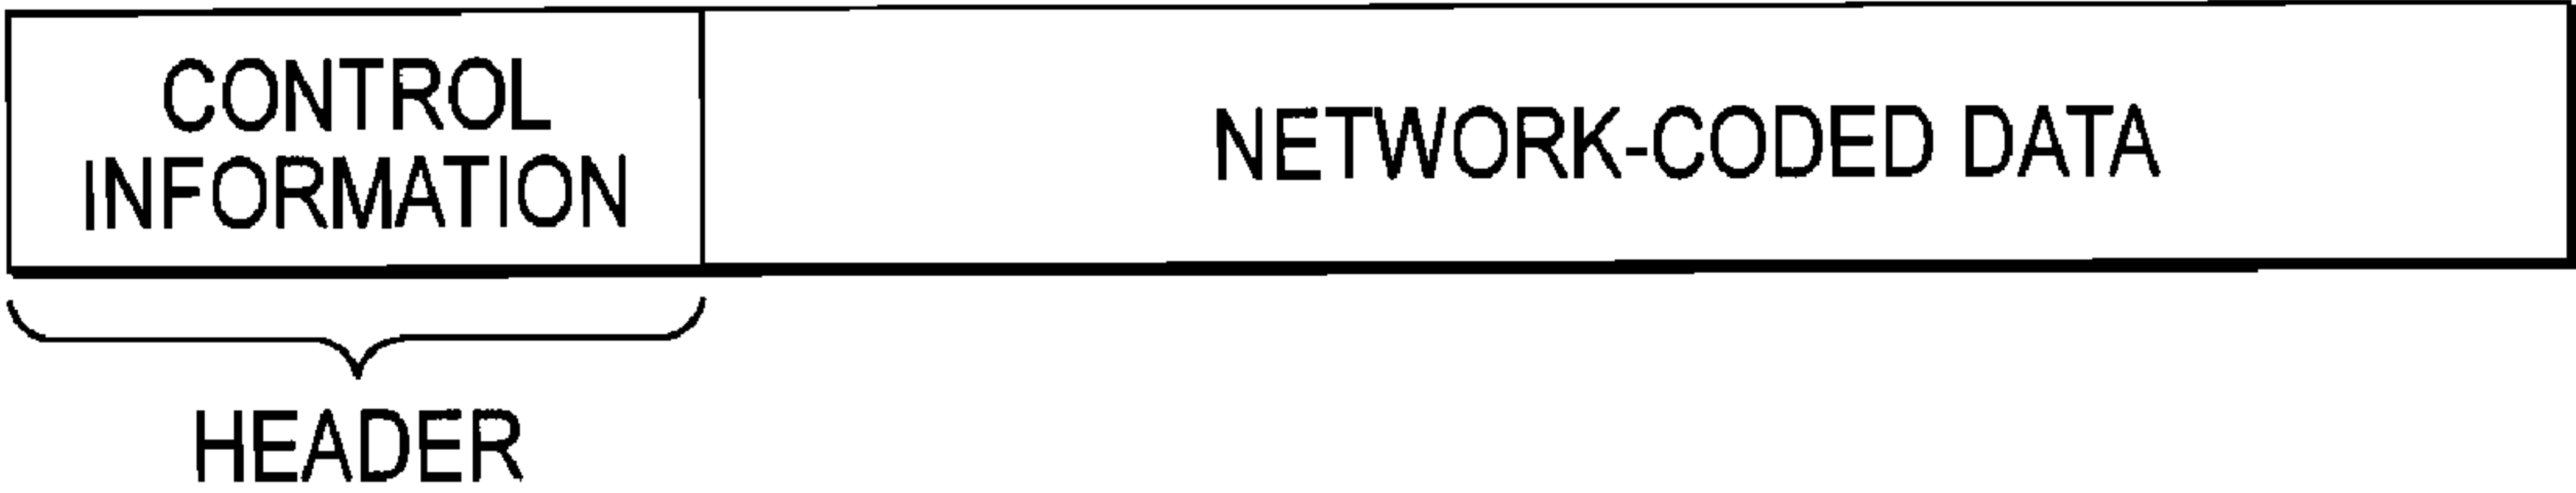 CONTROL
INFORMATION
NETWORK-CODED DATA
HEADER